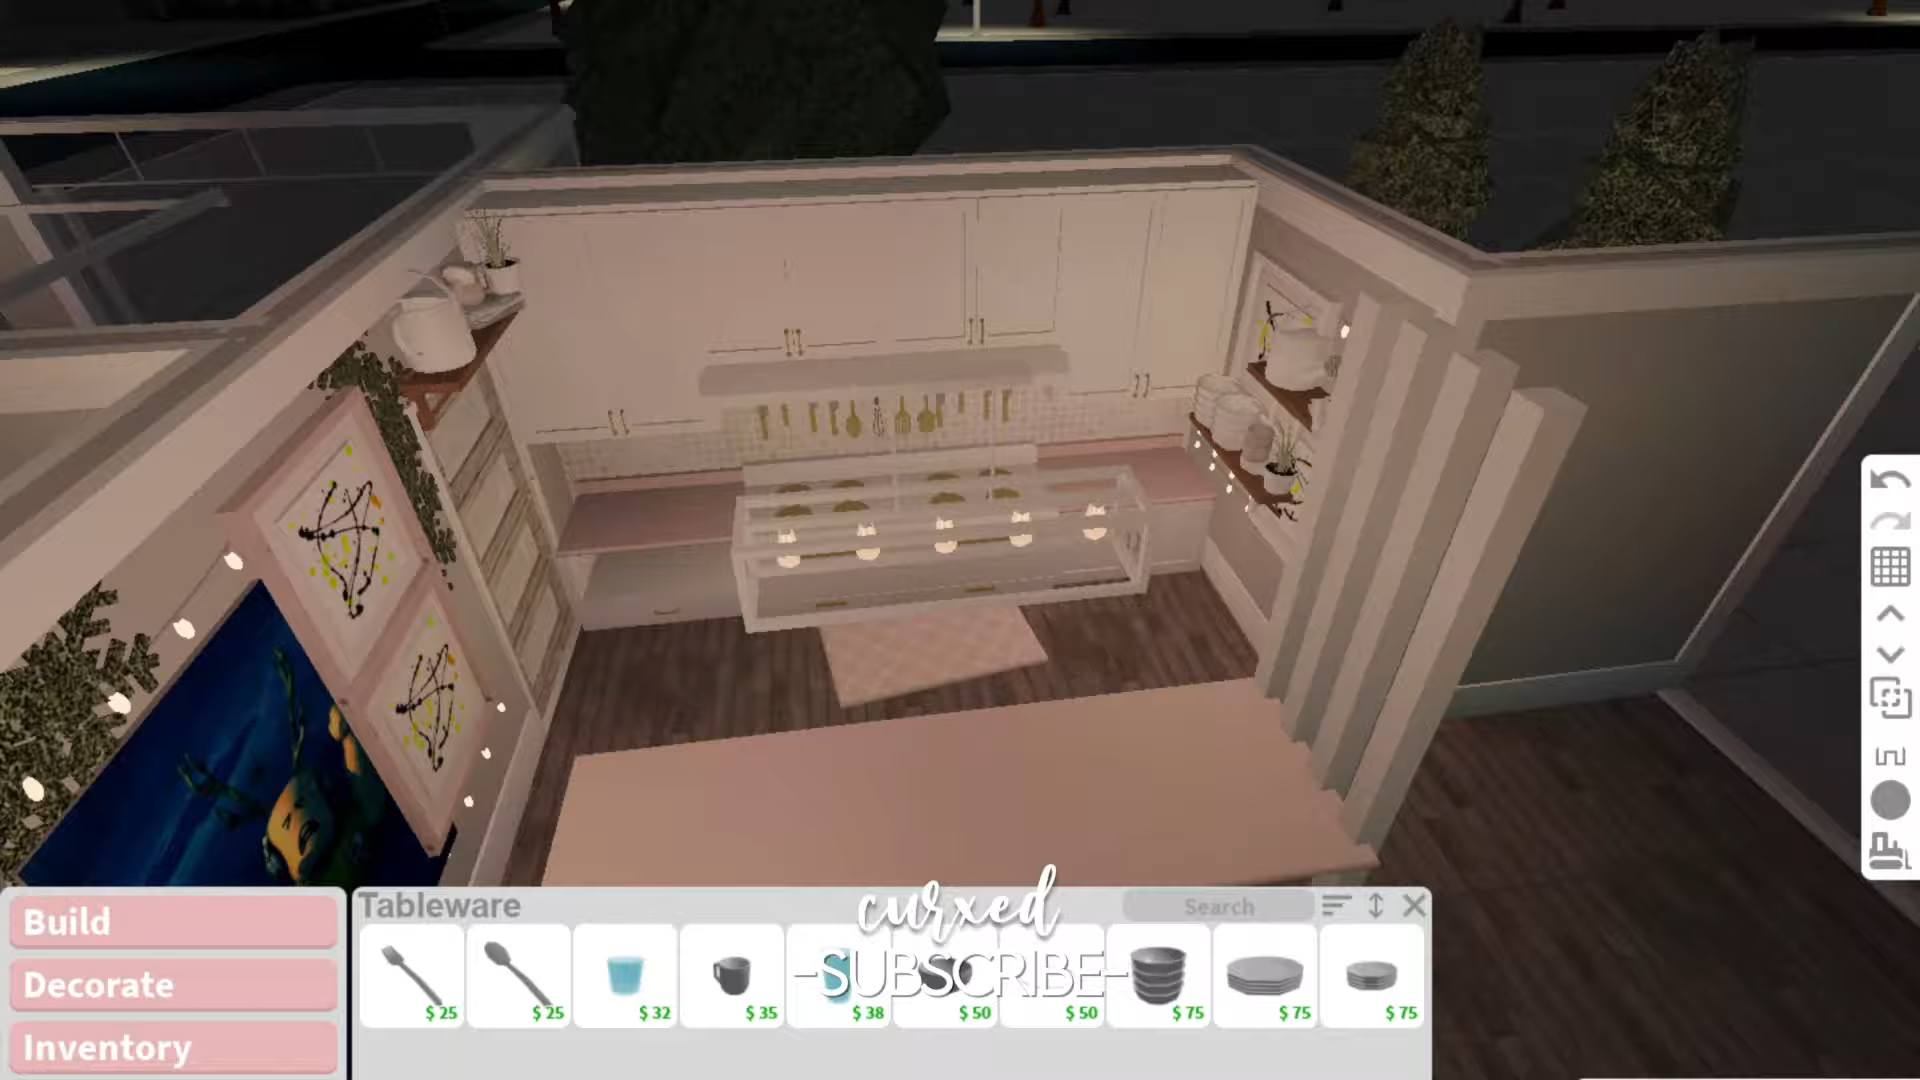 Build
Decorate
Inventory
Tableware
Search
curxed
-SUBSCRIBE-
$ 25
$ 25
$ 32
$ 35
$ 38
$ 50
$ 50
$ 75
$ 75
$ 75